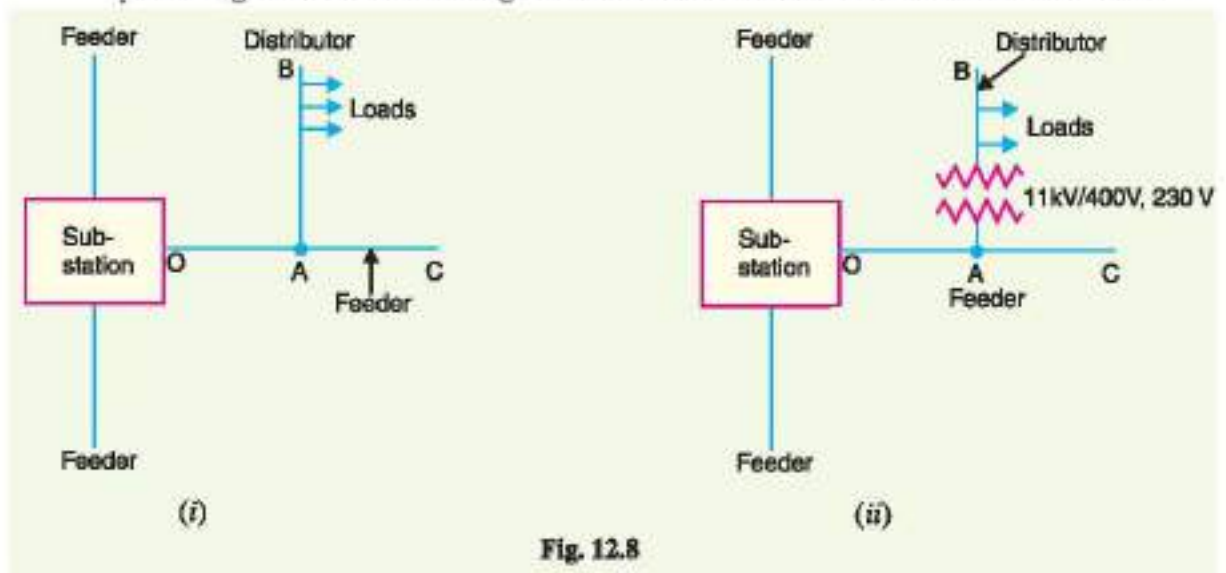 Feeder
Distributor
B
Loads
Sub-
station
O
A
C
Feeder
Feeder
(i)
Feeder
Distributor
B
Loads
11kV/400V, 230 V
Sub-
station
O
A
C
Feeder
Feeder
(ii)
Fig. 12.8